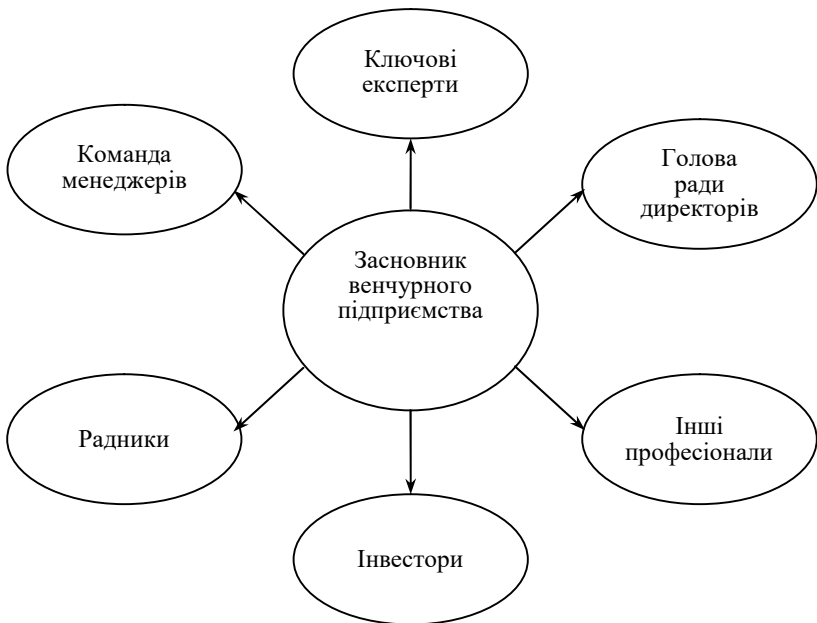 Ключові
експерти
Команда
менеджерів
Голова
ради
директорів
Засновник
венчурного
підприємства
Радники
Інші
професіонали
Інвестори